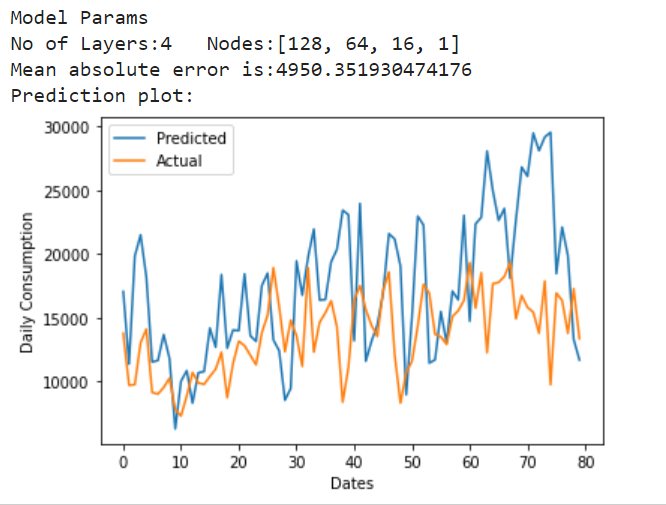 Model Params
No of Layers:4   Nodes:[128, 64, 16, 1]
Mean absolute error is:4950.351930474176
Prediction plot:
Predicted
Actual
30000
25000
20000
15000
10000
Daily Consumption
0 10 20 30 40 50 60 70 80
Dates